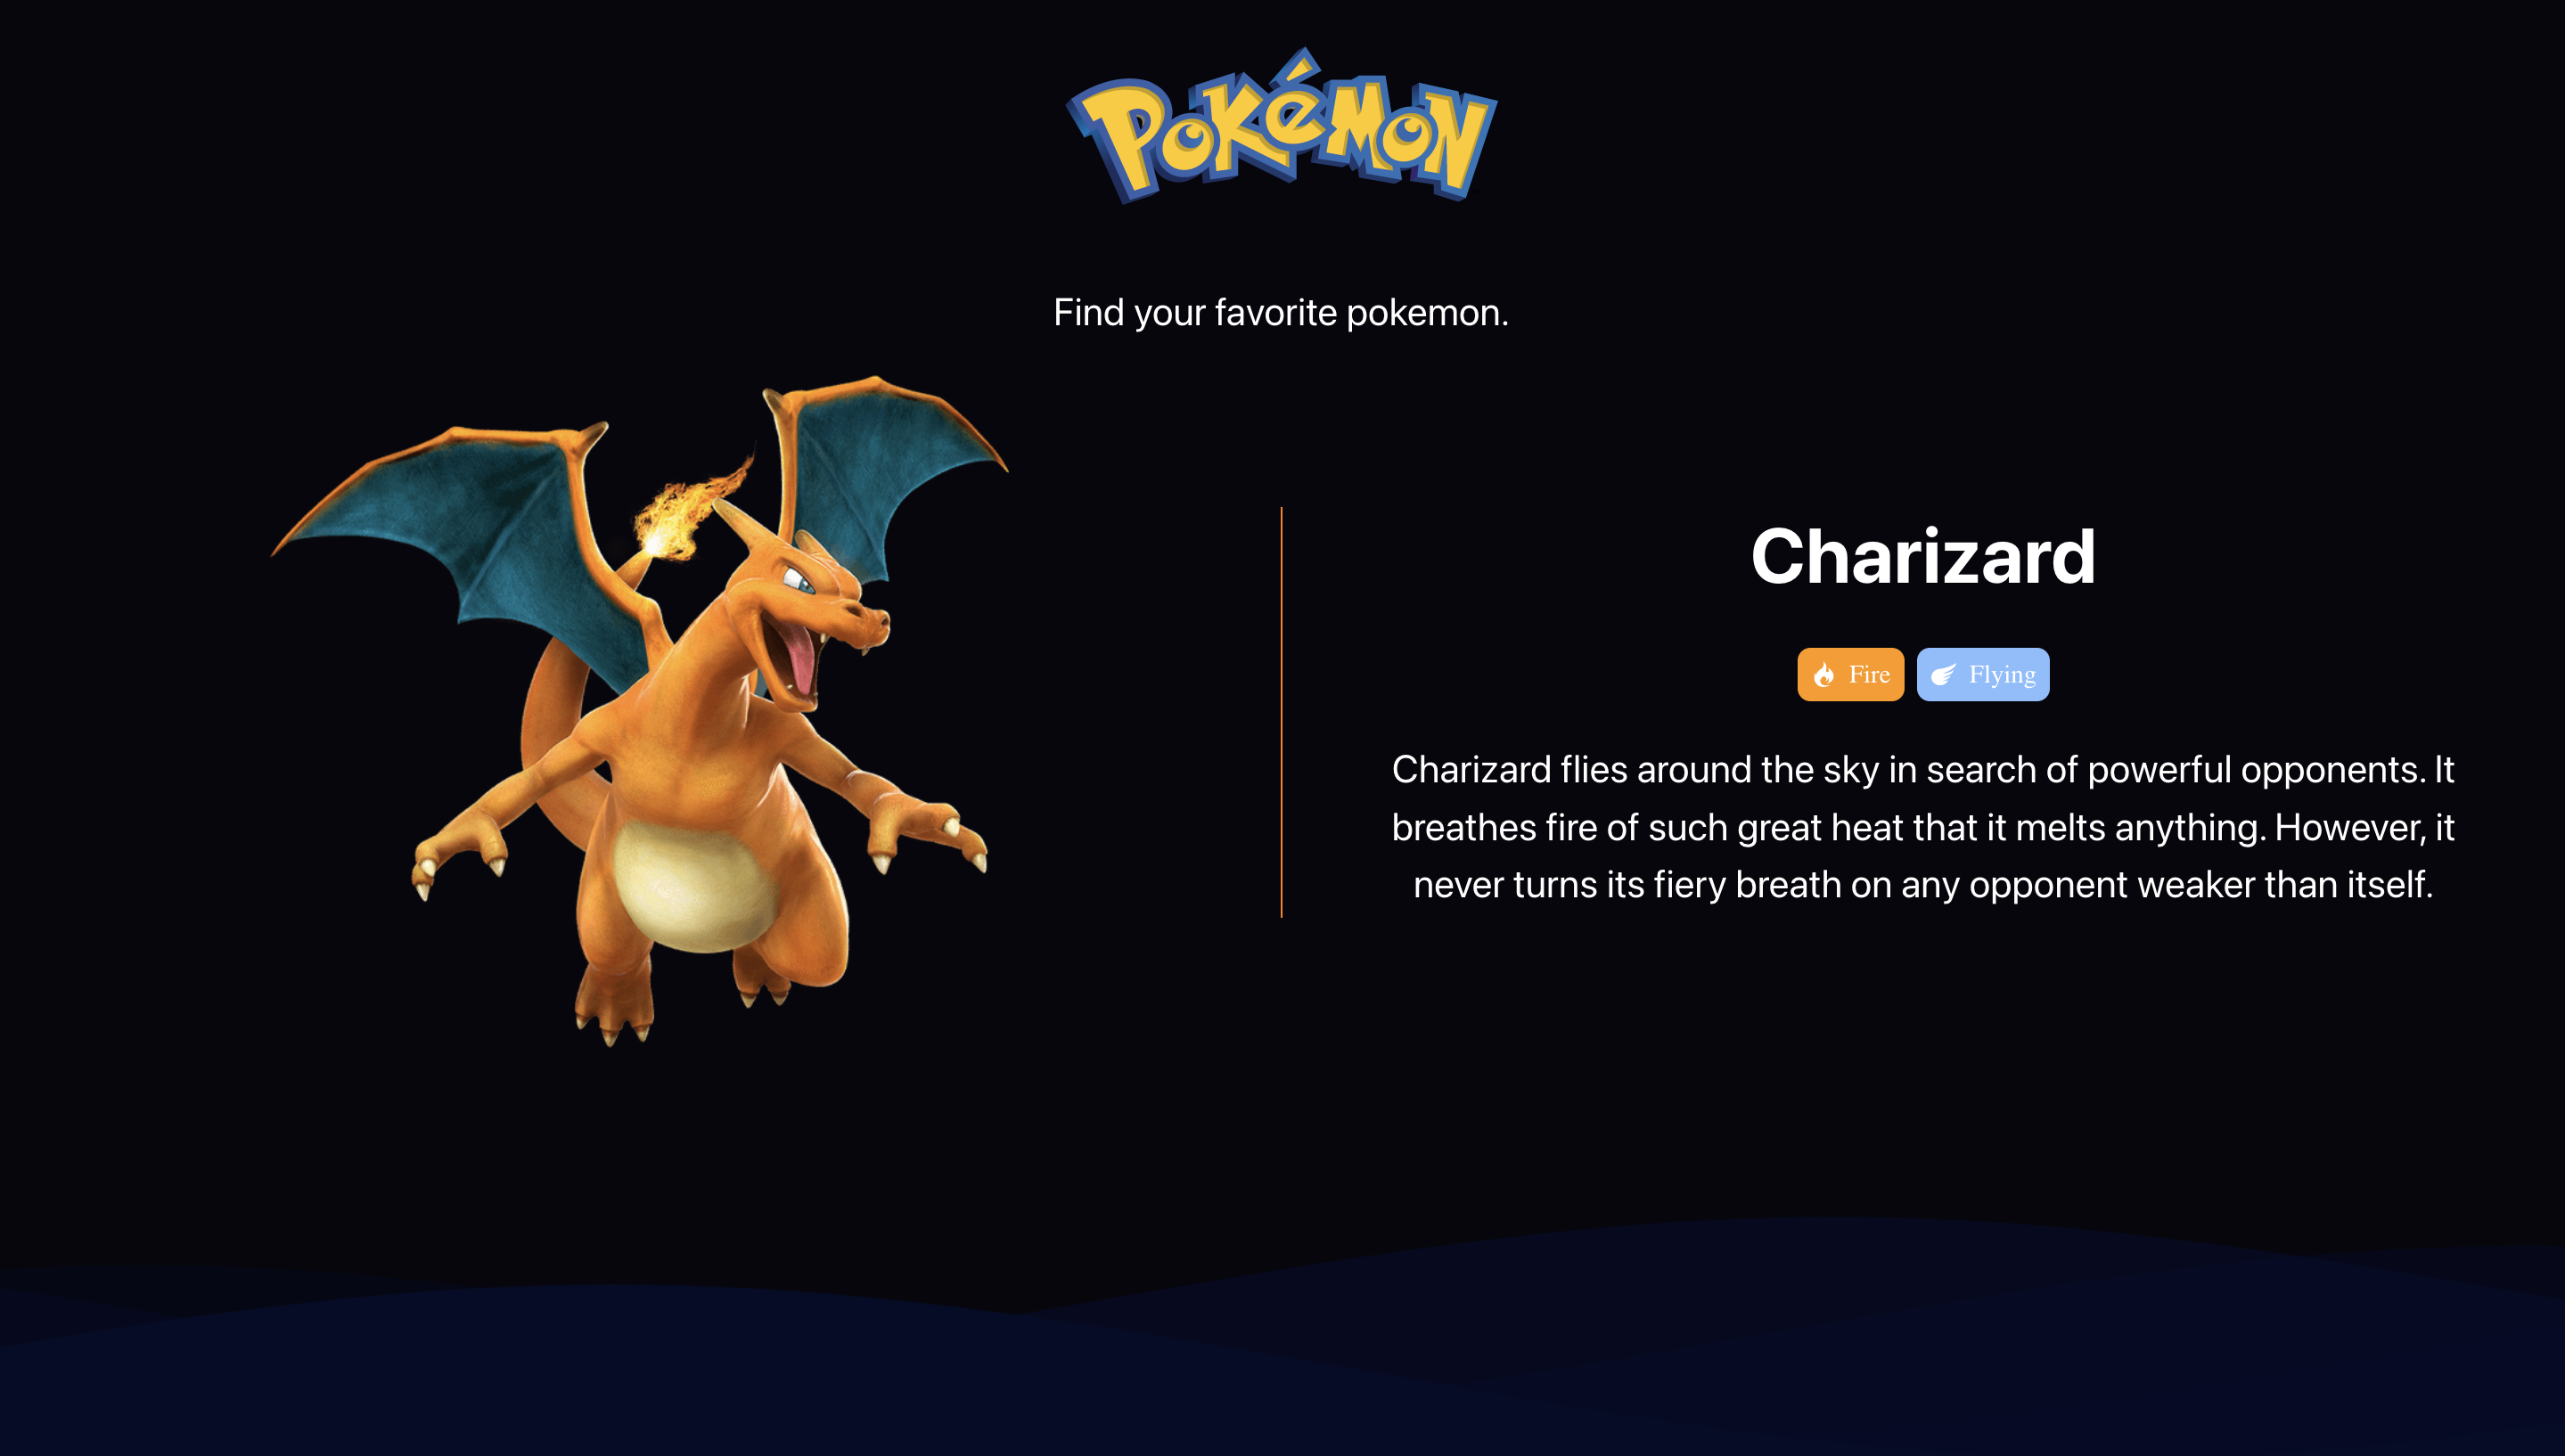 Pokémon
Find your favorite pokemon.
Charizard
Fire
Flying
Charizard flies around the sky in search of powerful opponents. It
breathes fire of such great heat that it melts anything. However, it
never turns its fiery breath on any opponent weaker than itself.